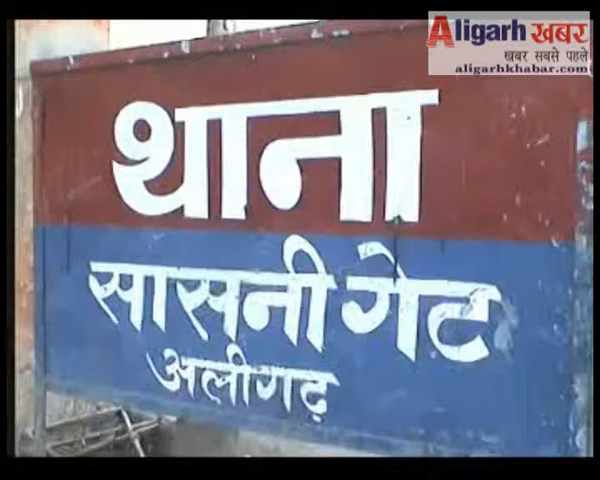 Aligarh खबर
खबर सबसे पहले
aligarhkhabar.com
थाना
सासनी गेट
अलीगढ़